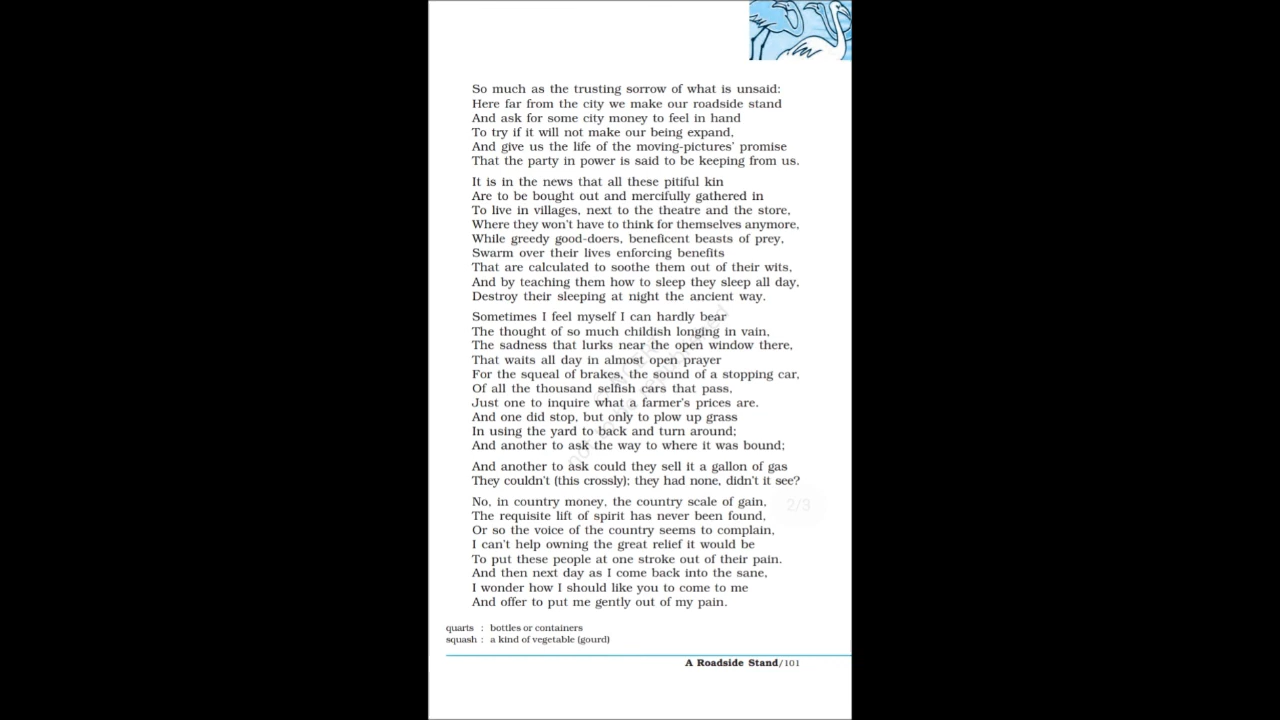 So much as the trusting sorrow of what is unsaid:
Here far from the city we make our roadside stand
And ask for some city money to feel in hand
To try if it will not make our being expand,
And give us the life of the moving-pictures' promise
That the party in power is said to be keeping from us.
It is in the news that all these pitiful kin
Are to be bought out and mercifully gathered in
To live in villages, next to the theatre and the store,
Where they won't have to think for themselves anymore,
While greedy good-doers, beneficent beasts of prey,
Swarm over their lives enforcing benefits
That are calculated to soothe them out of their wits,
And by teaching them how to sleep they sleep all day,
Destroy their sleeping at night the ancient way.
Sometimes I feel myself I can hardly bear
The thought of so much childish longing in vain,
The sadness that lurks near the open window there,
That waits all day in almost open prayer
For the squeal of brakes, the sound of a stopping car,
Of all the thousand selfish cars that pass,
Just one to inquire what a farmer's prices are.
And one did stop, but only to plow up grass
In using the yard to back and turn around;
And another to ask the way to where it was bound;
And another to ask could they sell it a gallon of gas
They couldn't (this crossly); they had none, didn't it see?
No, in country money, the country scale of gain,
The requisite lift of spirit has never been found,
2/3
Or so the voice of the country seems to complain,
I can't help owning the great relief it would be
To put these people at one stroke out of their pain.
And then next day as I come back into the sane,
I wonder how I should like you to come to me
And offer to put me gently out of my pain.
quarts : bottles or containers
squash : a kind of vegetable (gourd)
A Roadside Stand/101